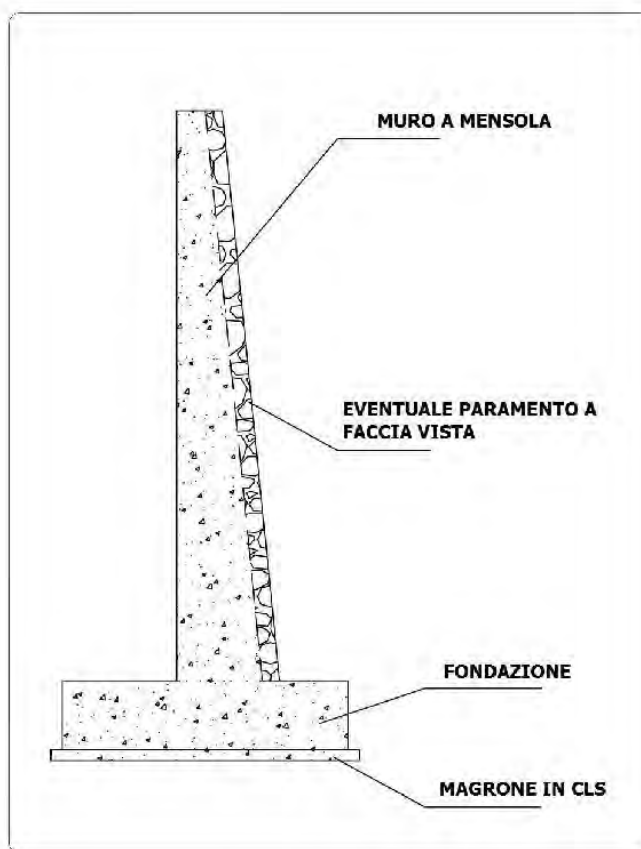 MURO A MENSOLA
EVENTUALE PARAMENTO A
FACCIA VISTA
FONDAZIONE
MAGRONE IN CLS